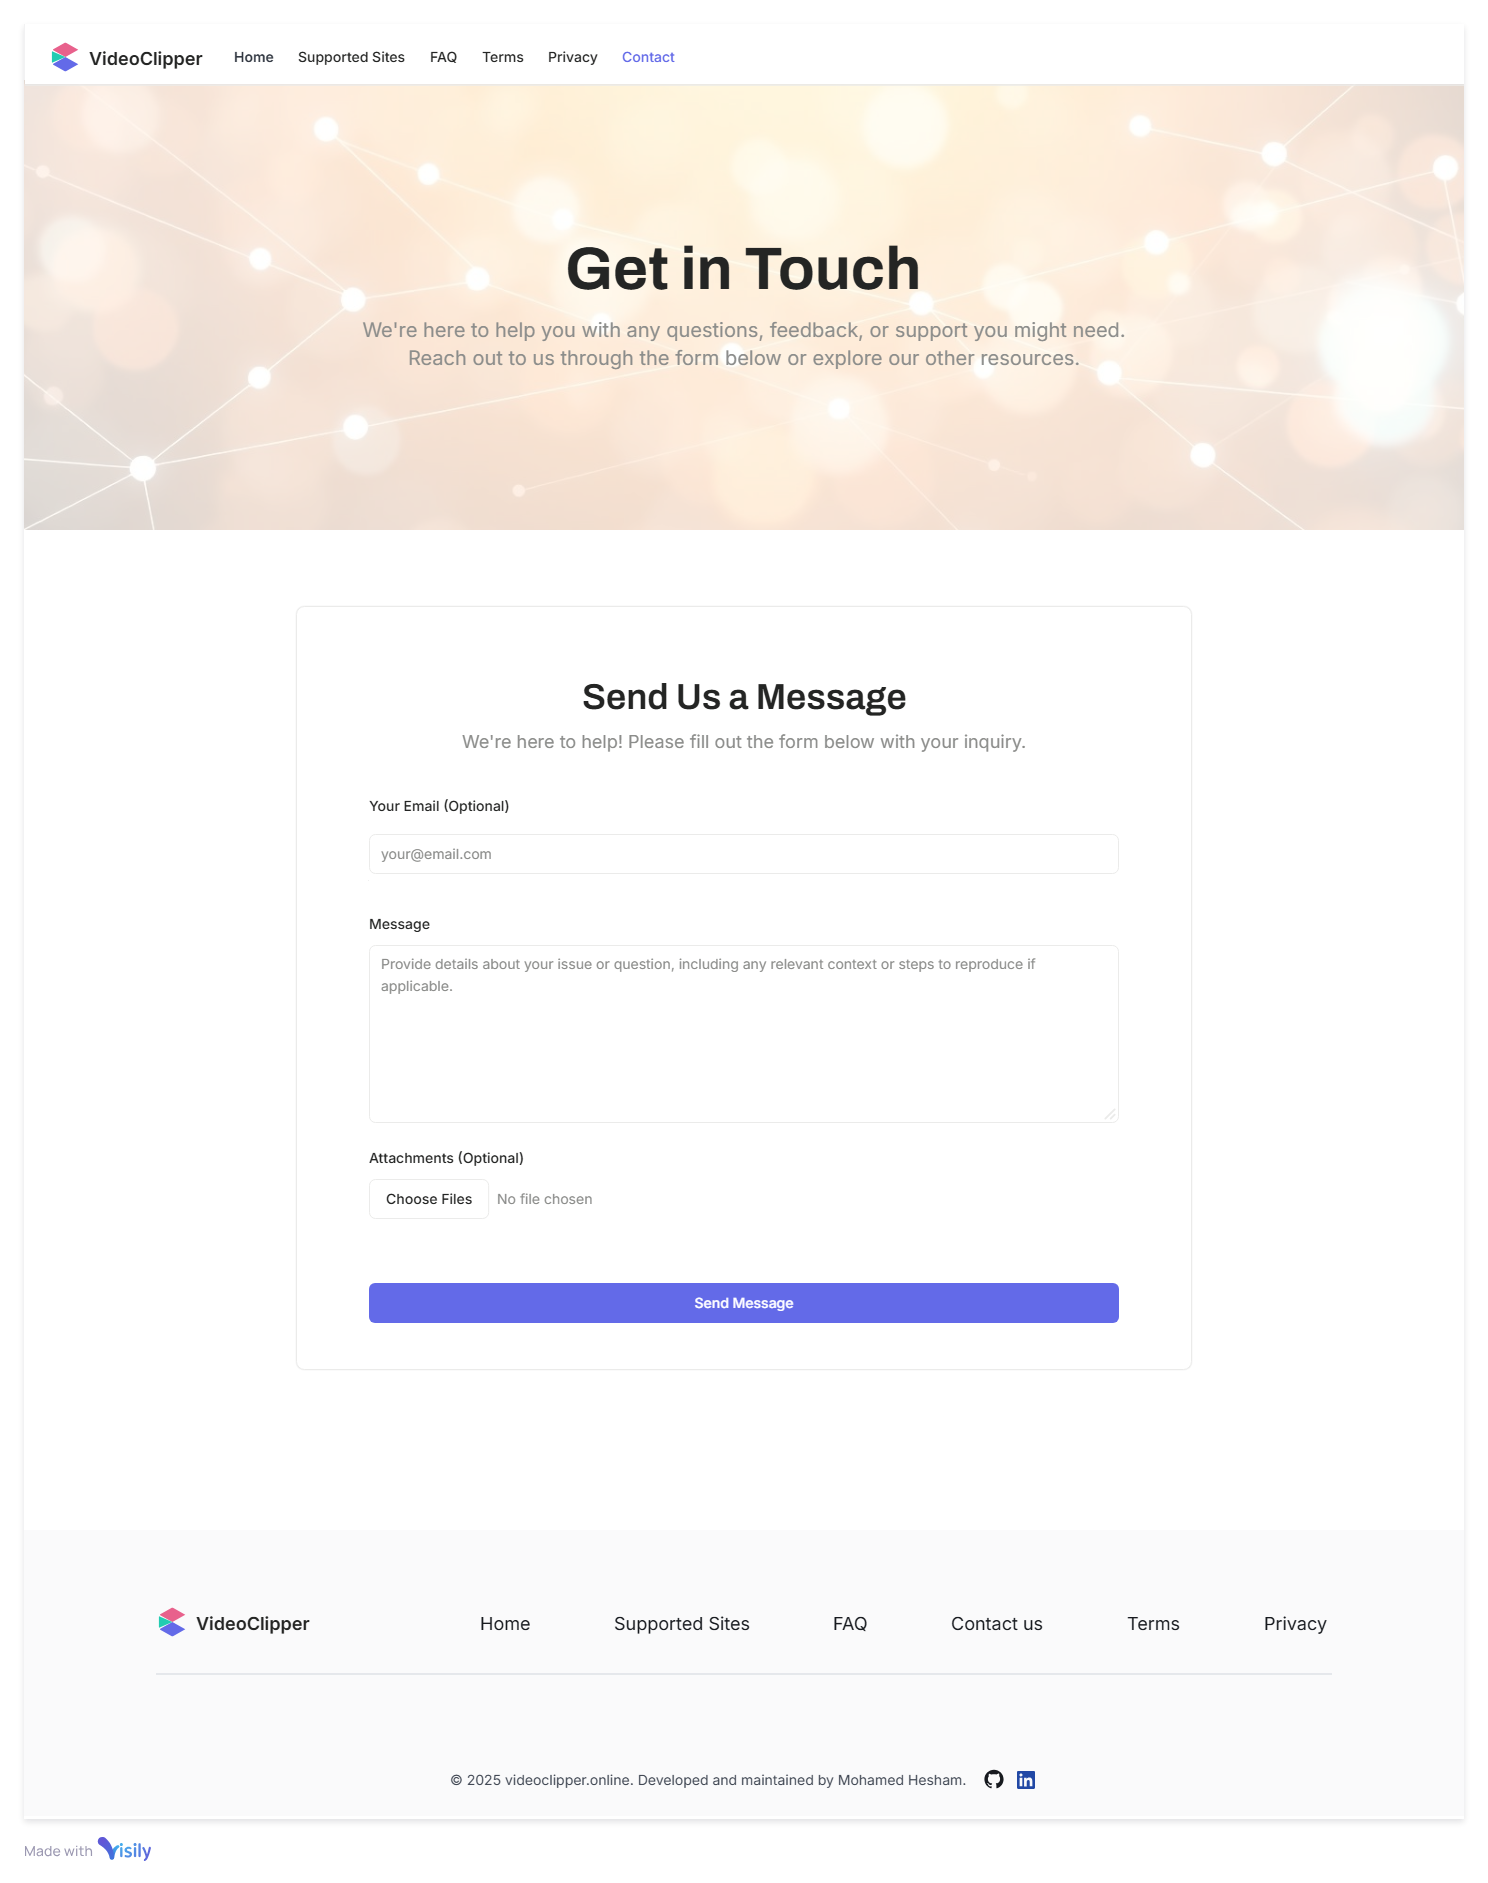 VideoClipper Home Supported Sites FAQ Terms Privacy Contact
Get in Touch
We're here to help you with any questions, feedback, or support you might need.
Reach out to us through the form below or explore our other resources.
Send Us a Message
We're here to help! Please fill out the form below with your inquiry.
Your Email (Optional)
your@email.com
Message
Provide details about your issue or question, including any relevant context or steps to reproduce if
applicable.
Attachments (Optional)
Choose Files No file chosen
Send Message
VideoClipper Home Supported Sites FAQ Contact us Terms Privacy
© 2025 videoclipper.online. Developed and maintained by Mohamed Hesham. in
Made with Visily